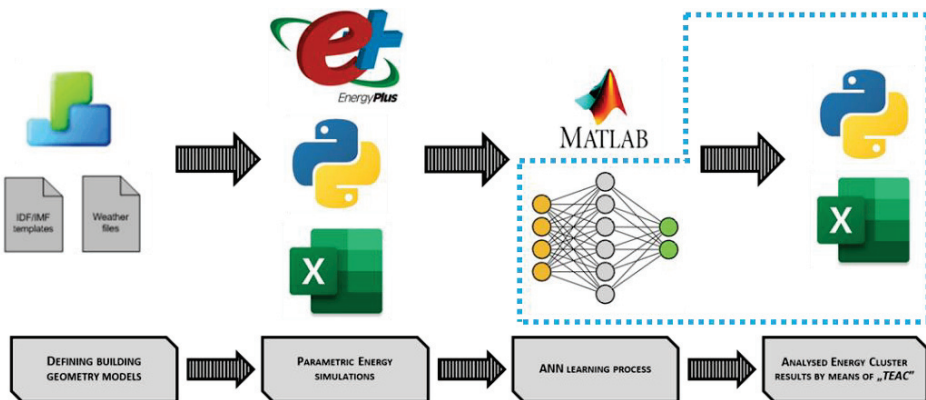 EnergyPlus
MATLAB
IDF/IMF
templates
Weather
files
X
X
DEFINING BUILDING
GEOMETRY MODELS
PARAMETRIC ENERGY
SIMULATIONS
ANN LEARNING PROCESS
ANALYSED ENERGY CLUSTER
RESULTS BY MEANS OF „TEAC"